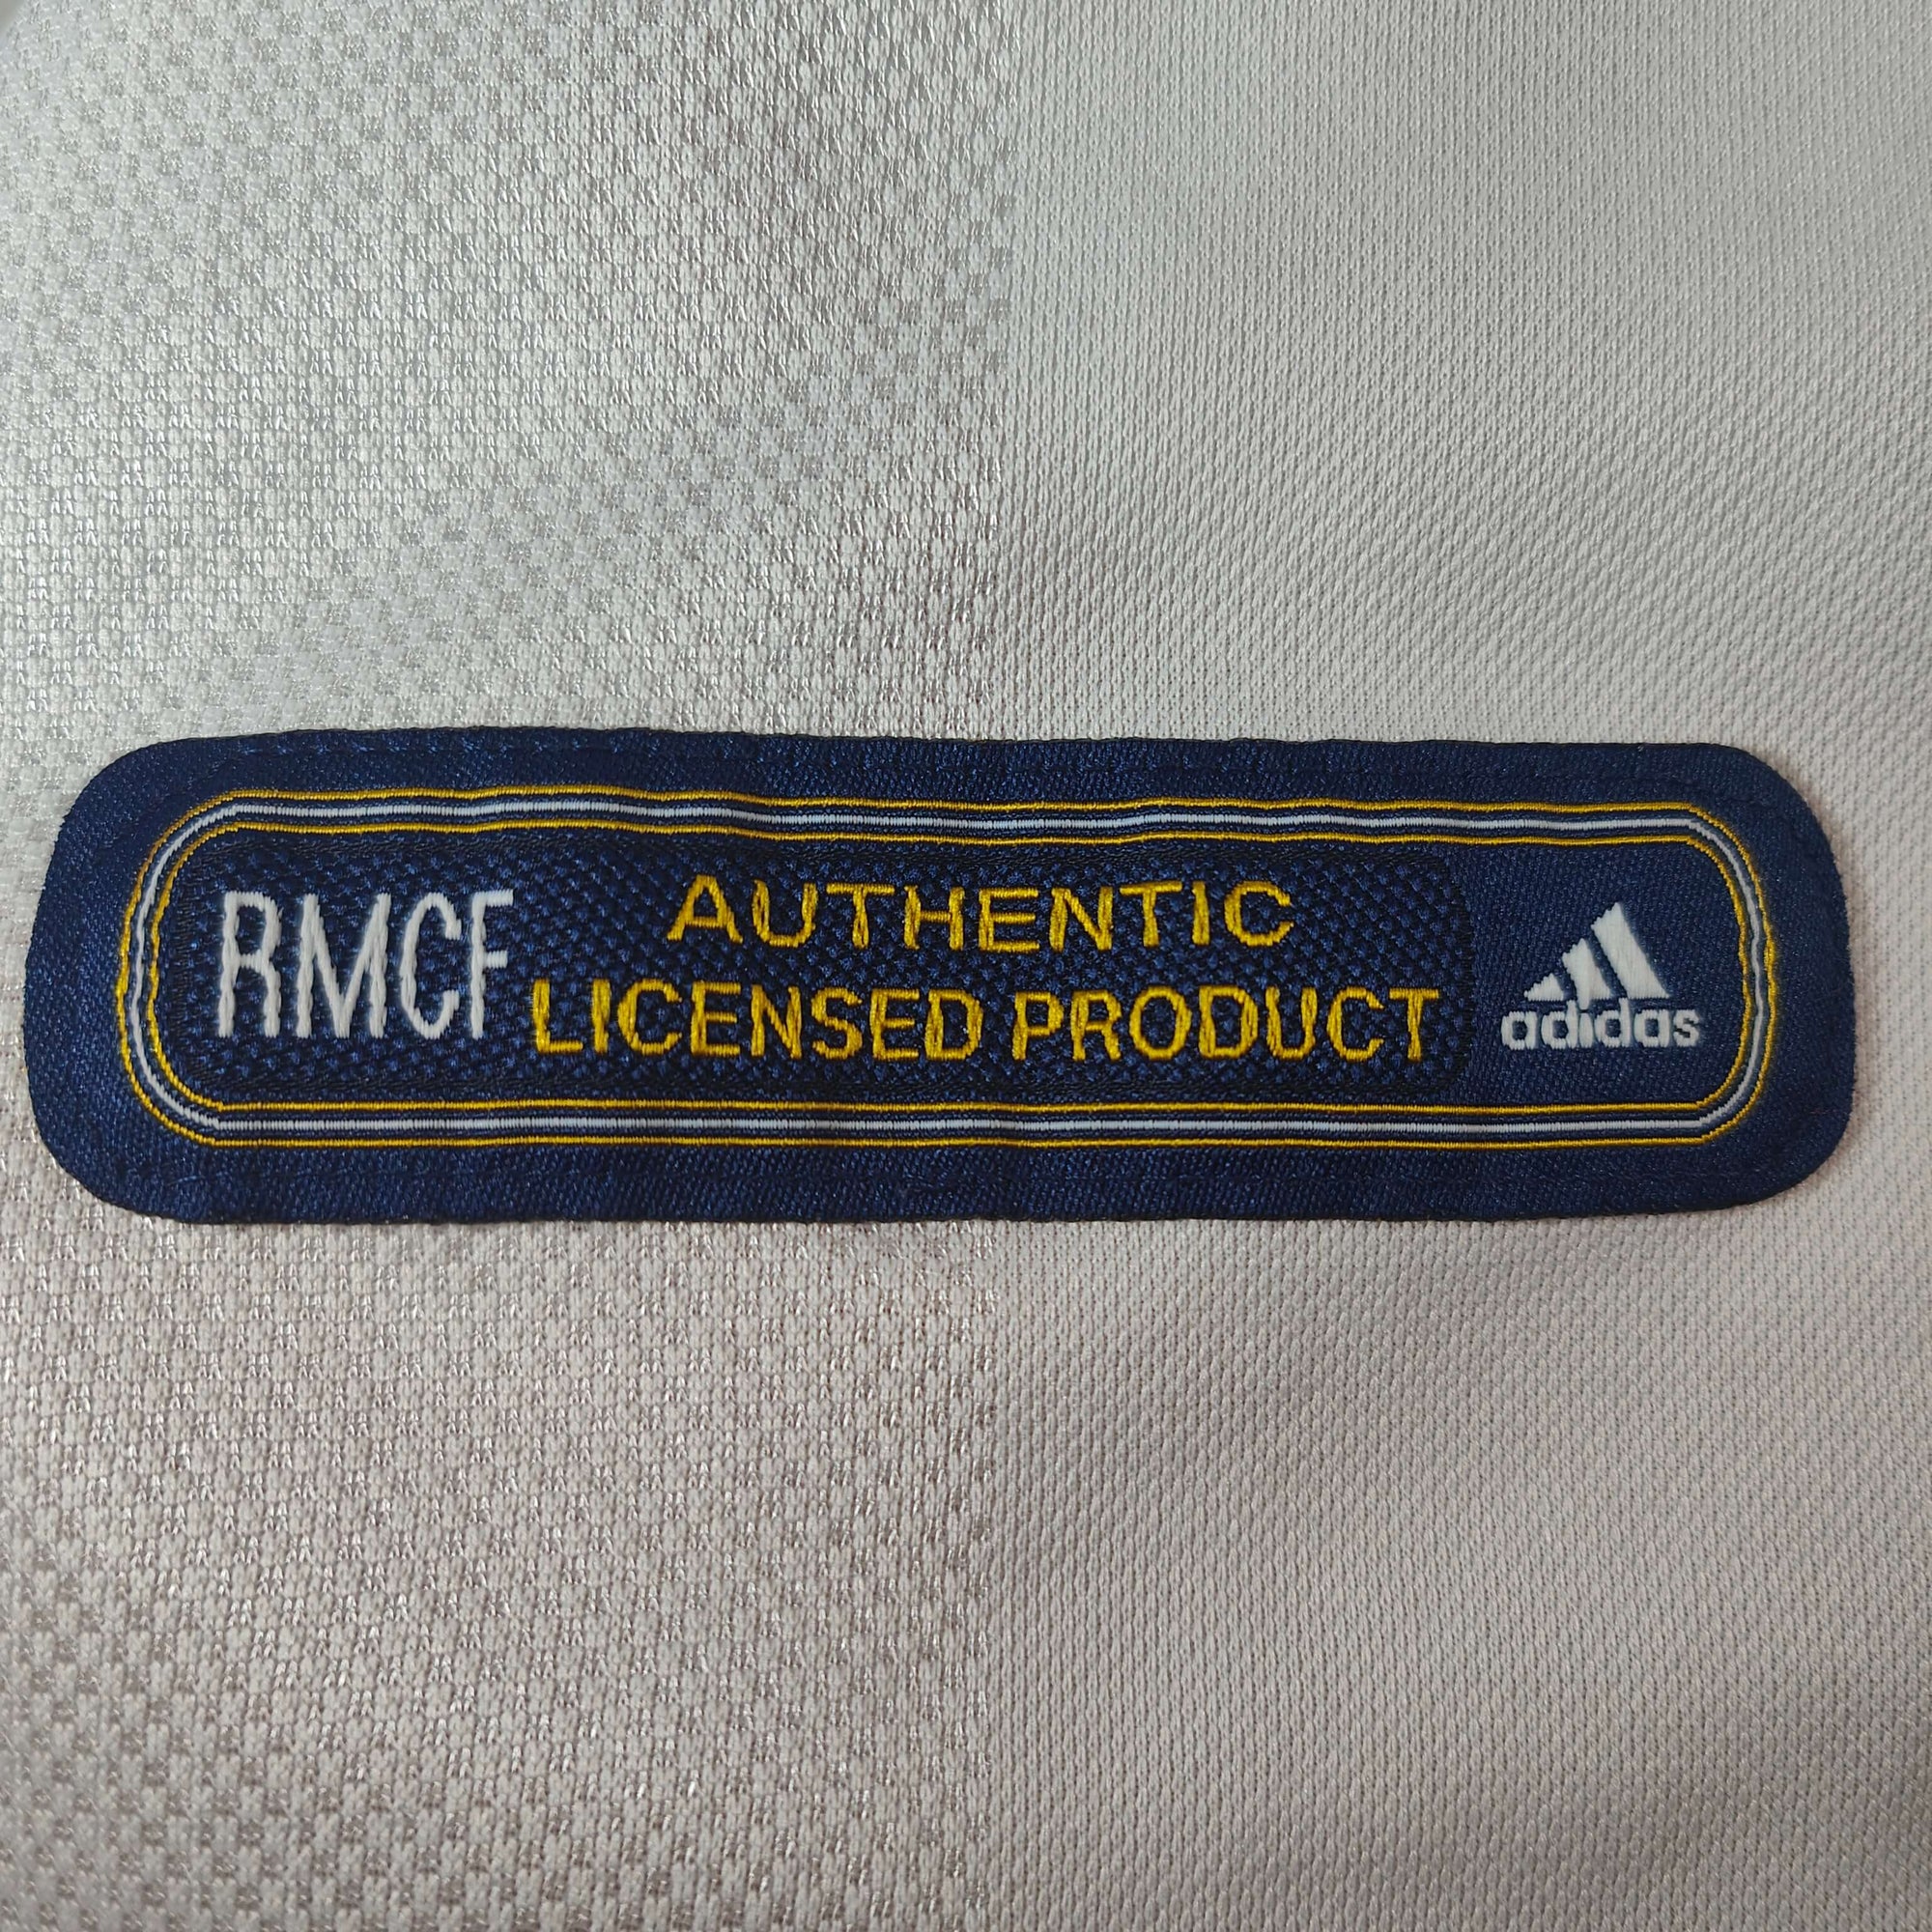 RMCF
AUTHENTIC
LICENSED PRODUCT
adidas